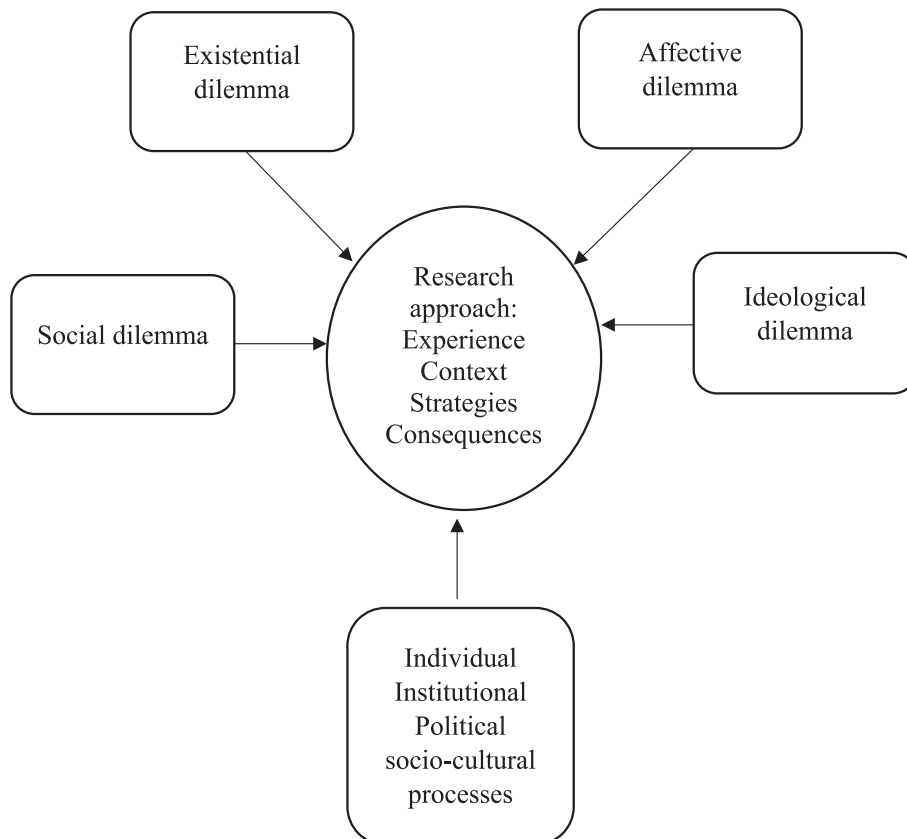 Existential
dilemma
Affective
dilemma
Social dilemma
Research
approach:
Experience
Context
Strategies
Consequences
Ideological
dilemma
Individual
Institutional
Political
socio-cultural
processes